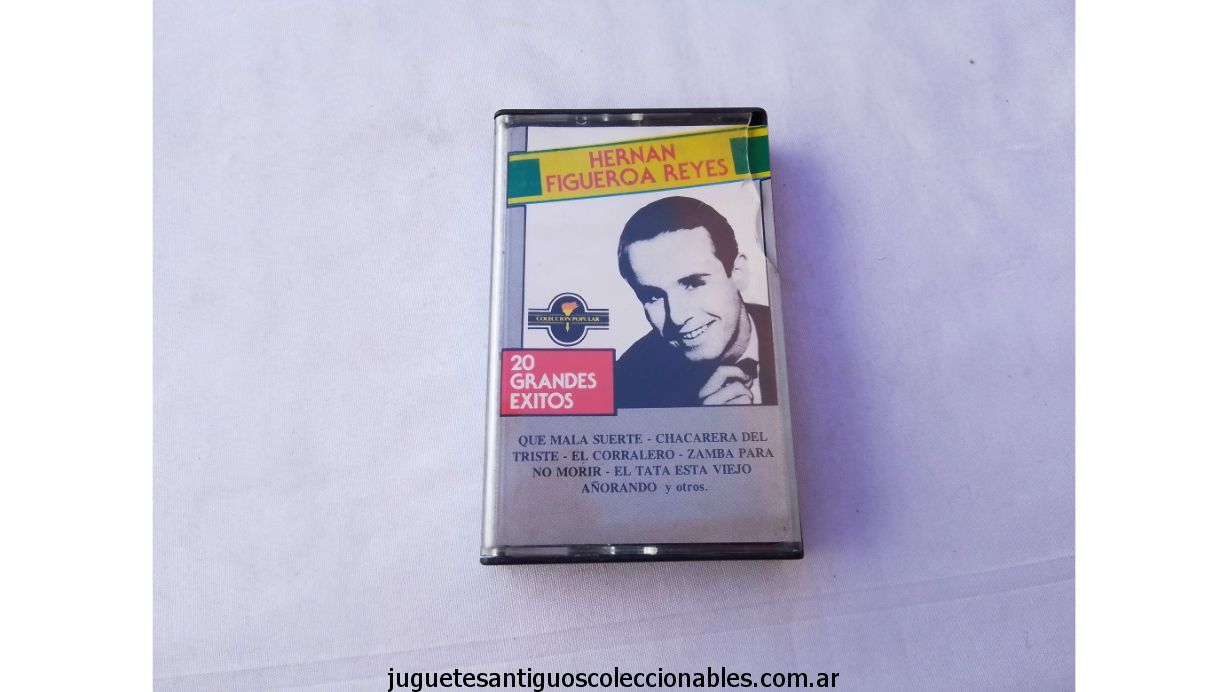 HERNAN
FIGUEROA REYES
COLECCION POPULAR
20
GRANDES
EXITOS
QUE MALA SUERTE - CHACARERA DEL
TRISTE - EL CORRALERO - ZAMBA PARA
NO MORIR - EL TATA ESTA VIEJO
AÑORANDO y otros.
juguetesantiguoscoleccionables.com.ar